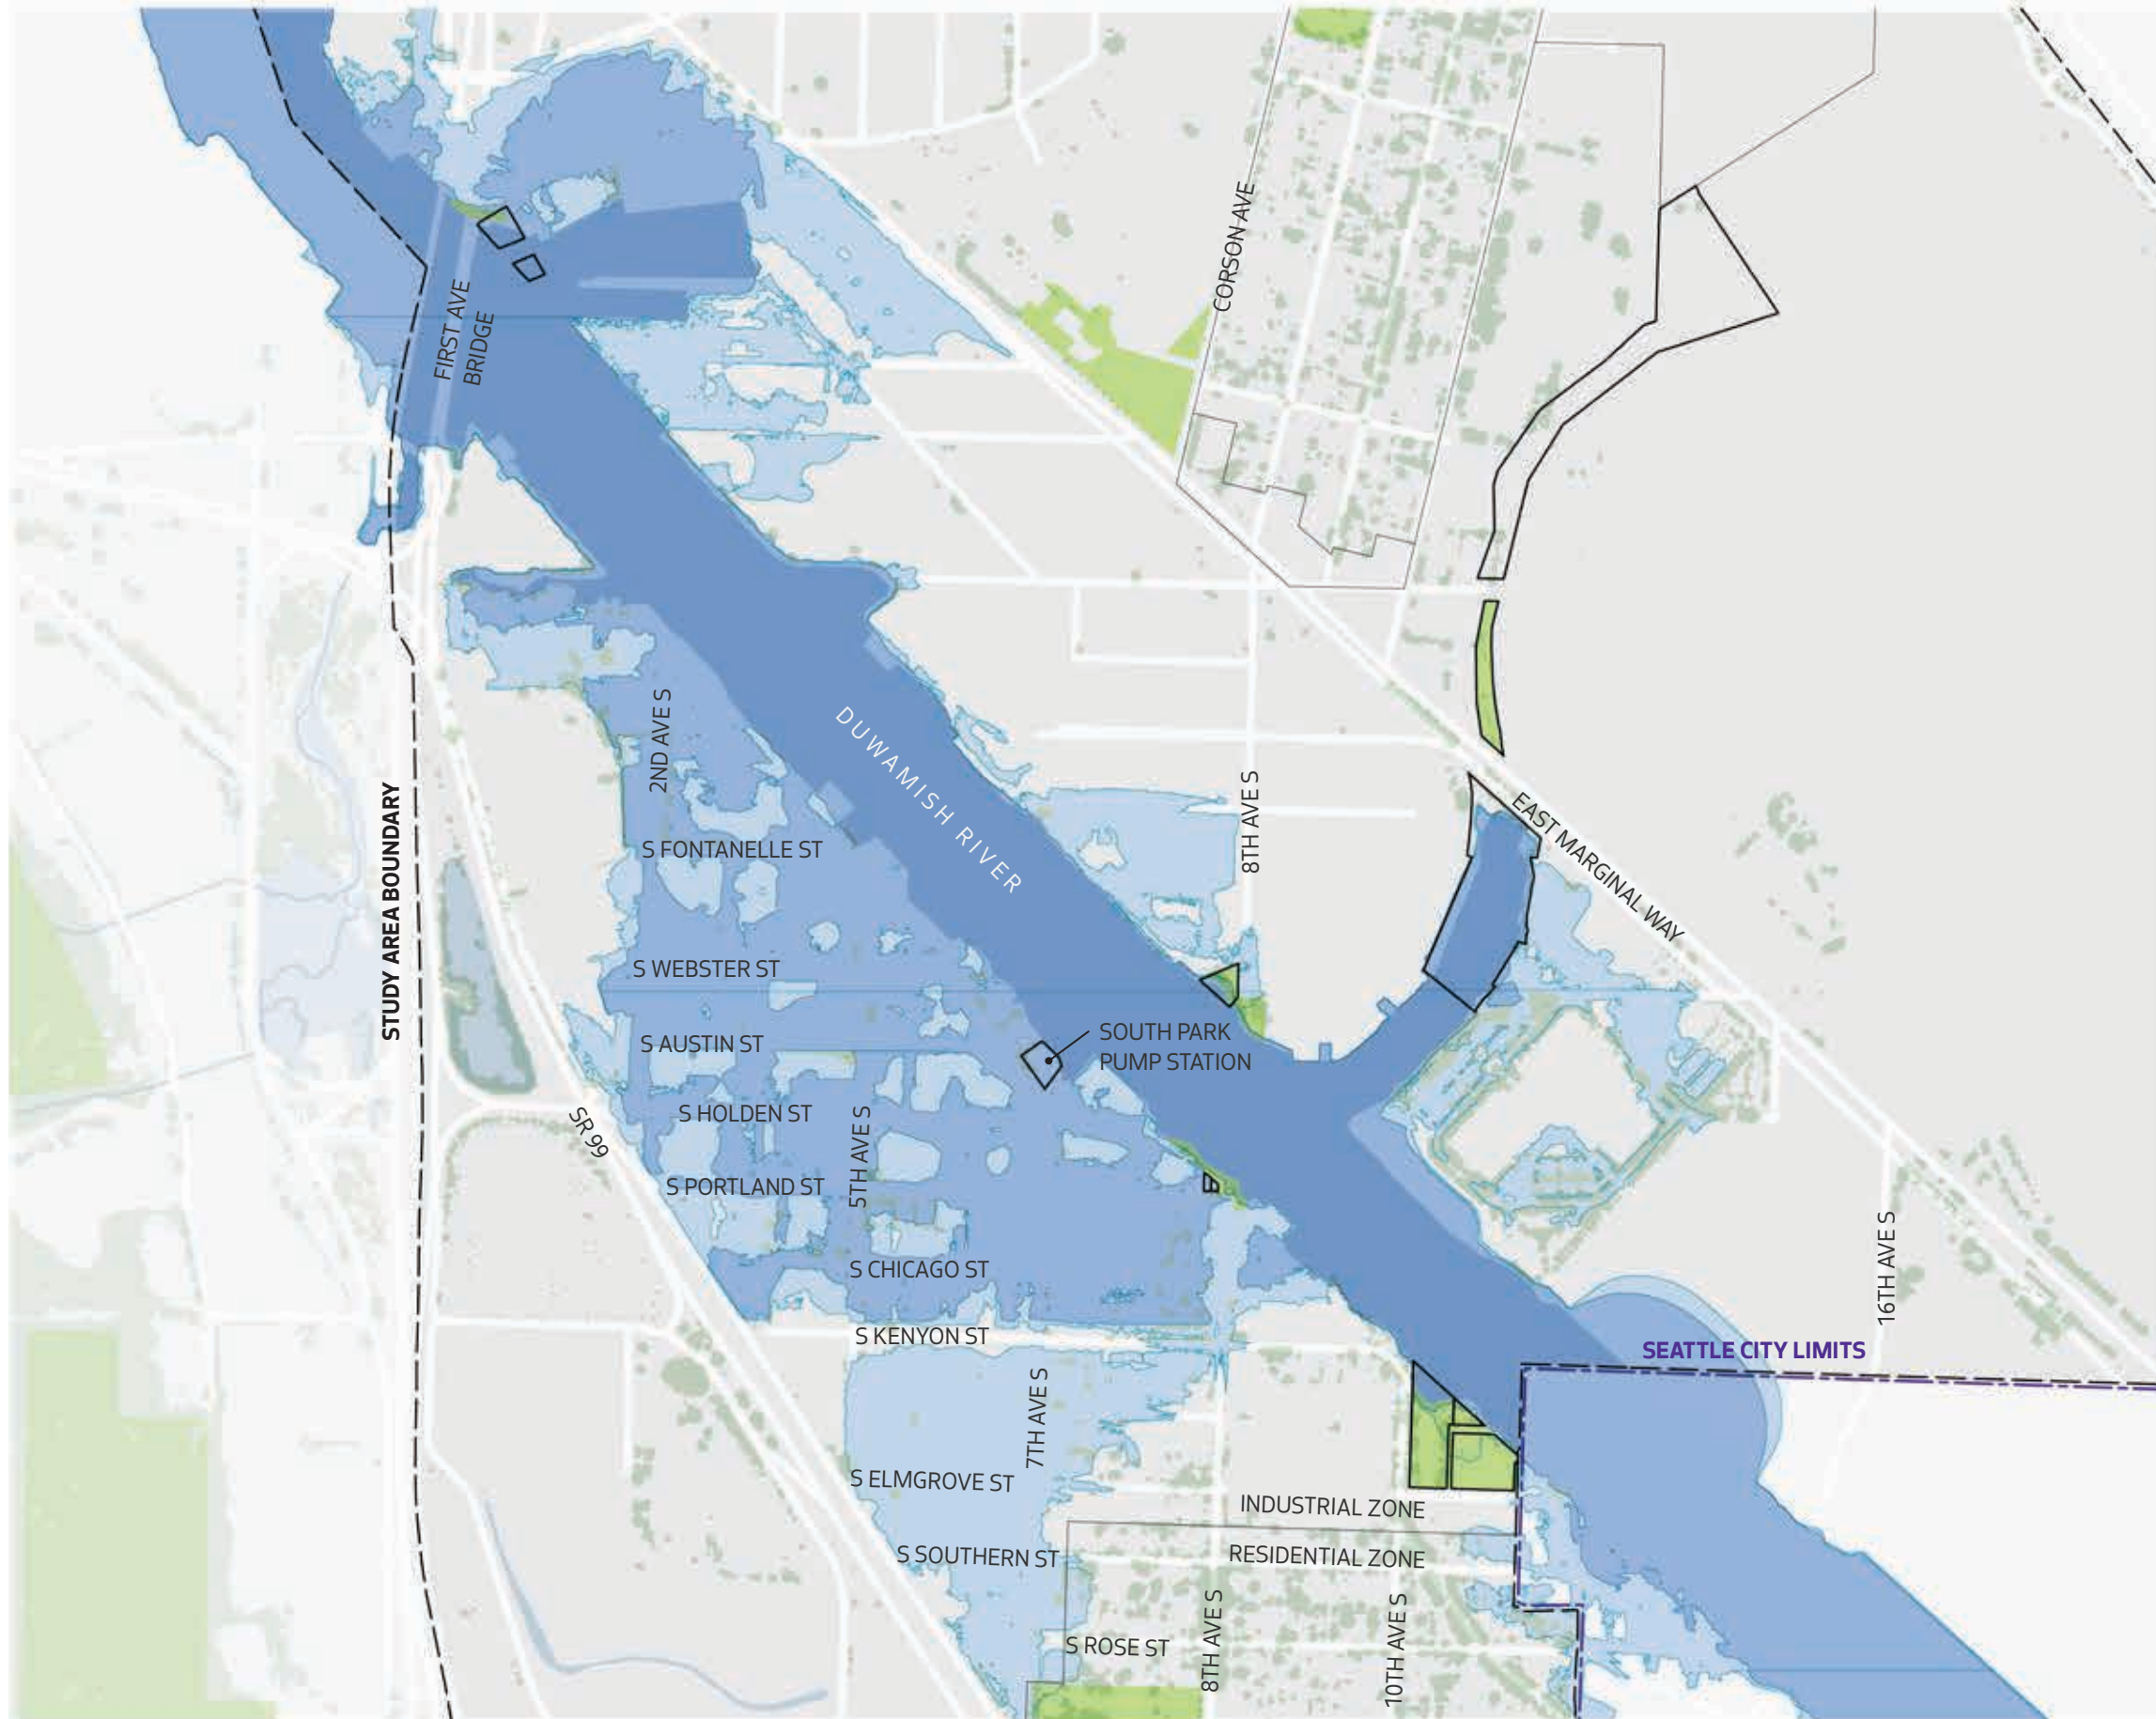 CORSON AVE
FIRST AVE
BRIDGE
2ND AVE S
DUWAMISH RIVER
8TH AVE S
EAST MARGINAL WAY
STUDY AREA BOUNDARY
S FONTANELLE ST
S WEBSTER ST
S AUSTIN ST
SOUTH PARK
PUMP STATION
S HOLDEN ST
SR 99
5TH AVE S
S PORTLAND ST
S CHICAGO ST
16TH AVE S
S KENYON ST
SEATTLE CITY LIMITS
7TH AVE S
S ELMGROVE ST
INDUSTRIAL ZONE
S SOUTHERN ST
RESIDENTIAL ZONE
S ROSE ST
8TH AVE S
10TH AVE S